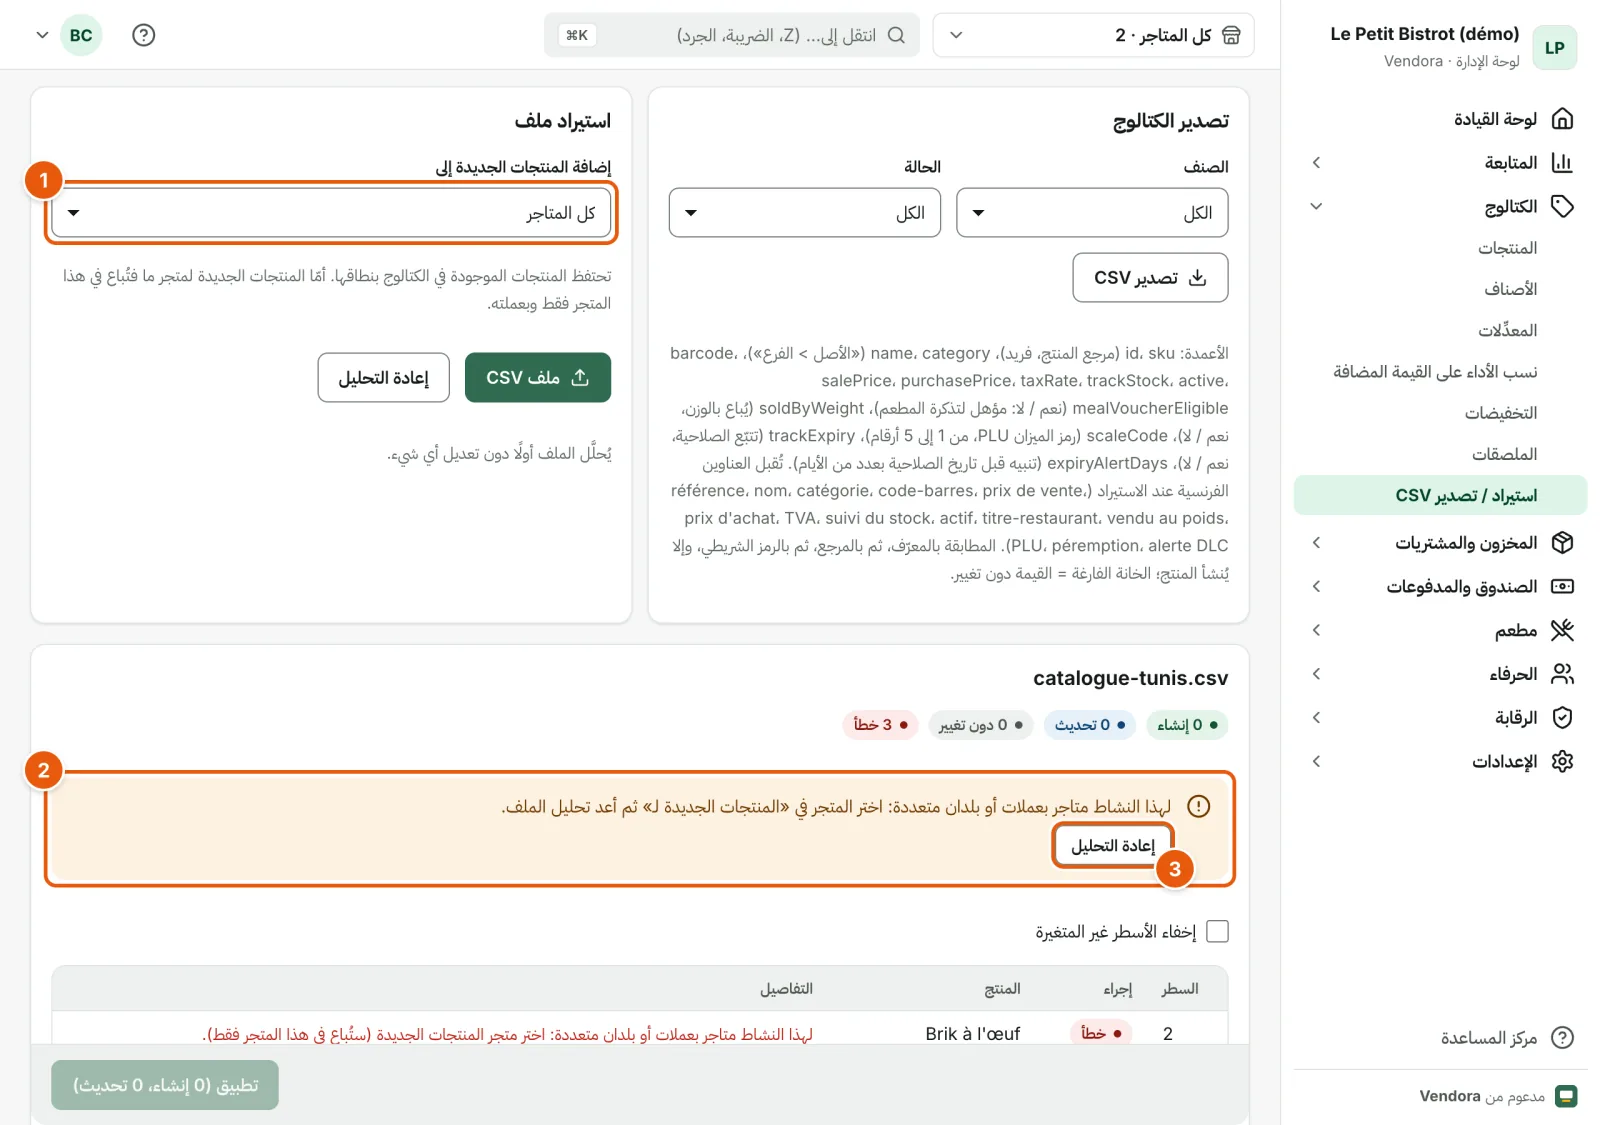 LP
Le Petit Bistrot (démo)
لوحة الإدارة · Vendora
لوحة القيادة
المتابعة
الكتالوج
المنتجات
الأصناف
المعدِّلات
نسب الأداء على القيمة المضافة
التخفيضات
الملصقات
استيراد / تصدير CSV
المخزون والمشتريات
الصندوق والمدفوعات
مطعم
الحرفاء
الرقابة
الإعدادات
مركز المساعدة
مدعوم من Vendora
كل المتاجر · 2
انتقل إلى... (Z، الضريبة، الجرد)
⌘K
BC
تصدير الكتالوج
الصنف
الحالة
الكل
الكل
تصدير CSV
الأعمدة: id، sku (مرجع المنتج، فريد)، name، category («الأصل > الفرع»)، barcode،
salePrice، purchasePrice، taxRate، trackStock، active،
mealVoucherEligible (نعم / لا: مؤهل لتذكرة المطعم)، soldByWeight (يُباع بالوزن،
نعم / لا)، scaleCode (رمز الميزان PLU، من 1 إلى 5 أرقام)، trackExpiry (تتبّع الصلاحية،
نعم / لا)، expiryAlertDays (تنبيه قبل تاريخ الصلاحية بعدد من الأيام). تُقبل العناوين
الفرنسية عند الاستيراد (référence، nom، catégorie، code-barres، prix de vente،
prix d'achat، TVA، suivi du stock، actif، titre-restaurant، vendu au poids،
PLU، péremption، alerte DLC). المطابقة بالمعرّف، ثم بالمرجع، ثم بالرمز الشريطي، وإلا
يُنشأ المنتج؛ الخانة الفارغة = القيمة دون تغيير.
استيراد ملف
إضافة المنتجات الجديدة إلى
1
كل المتاجر
تحتفظ المنتجات الموجودة في الكتالوج بنطاقها. أمّا المنتجات الجديدة لمتجر ما فتُباع في هذا
المتجر فقط وبعملته.
ملف CSV
إعادة التحليل
يُحلَّل الملف أولًا دون تعديل أي شيء.
catalogue-tunis.csv
0 إنشاء
0 تحديث
0 دون تغيير
3 خطأ
2
لهذا النشاط متاجر بعملات أو بلدان متعددة: اختر المتجر في «المنتجات الجديدة لـ» ثم أعد تحليل الملف.
إعادة التحليل
3
إخفاء الأسطر غير المتغيرة
السطر
إجراء
المنتج
التفاصيل
2
خطأ
Brik à l'œuf
لهذا النشاط متاجر بعملات أو بلدان متعددة: اختر متجر المنتجات الجديدة (ستُباع في هذا المتجر فقط).
تطبيق (0 إنشاء، 0 تحديث)